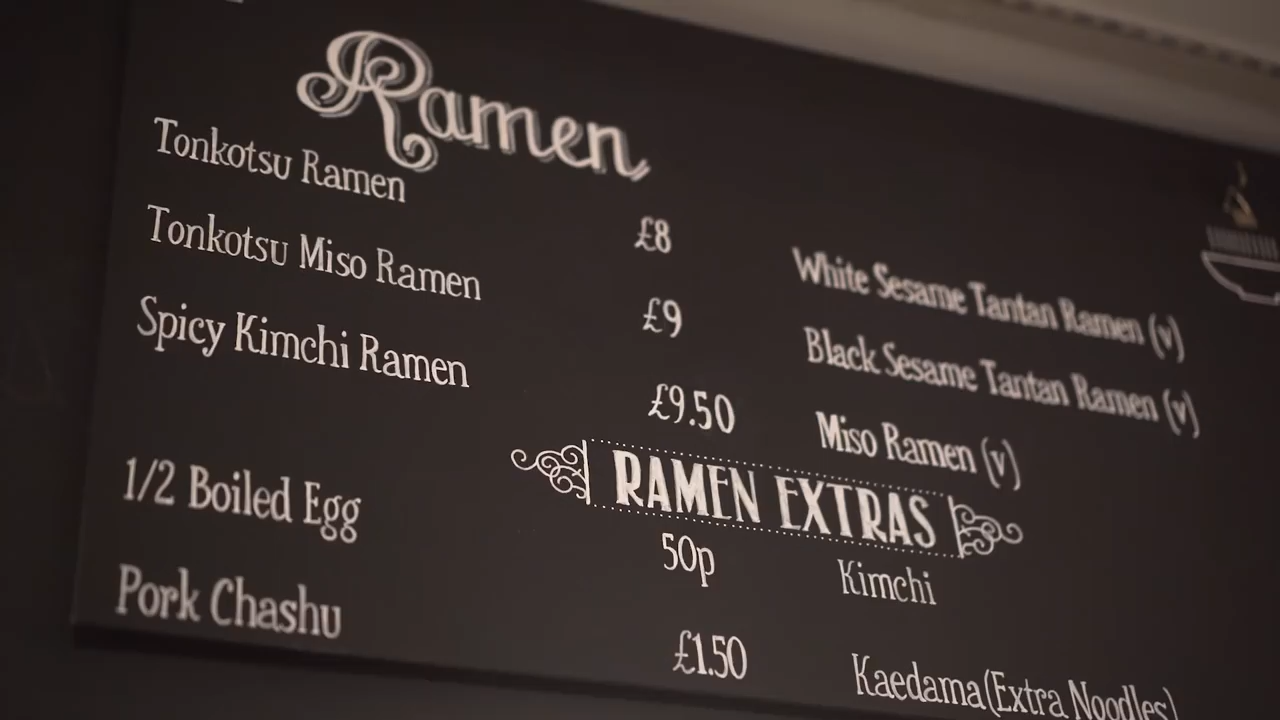 Ramen
Tonkotsu Ramen £8
Tonkotsu Miso Ramen £9
Spicy Kimchi Ramen £9.50
White Sesame Tantan Ramen (v)
Black Sesame Tantan Ramen (v)
Miso Ramen (v)
RAMEN EXTRAS
1/2 Boiled Egg 50p
Pork Chashu £1.50
Kimchi
Kaedama(Extra Noodles)